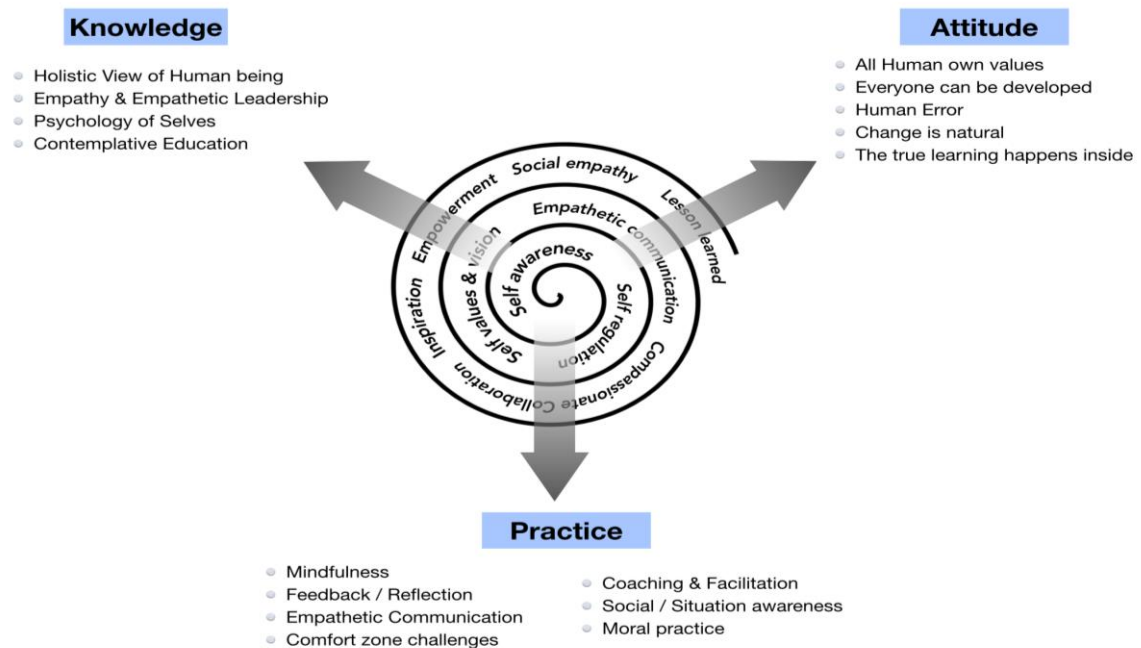 Knowledge
Holistic View of Human being
Empathy & Empathetic Leadership
Psychology of Selves
Contemplative Education
Attitude
All Human own values
Everyone can be developed
Human Error
Change is natural
The true learning happens inside
Self awareness
Self regulation
Self values & vision
Empathetic communication
Compassionate Collaboration
Inspiration
Empowerment
Social empathy
Lesson learned
Practice
Mindfulness
Feedback / Reflection
Empathetic Communication
Comfort zone challenges
Coaching & Facilitation
Social / Situation awareness
Moral practice